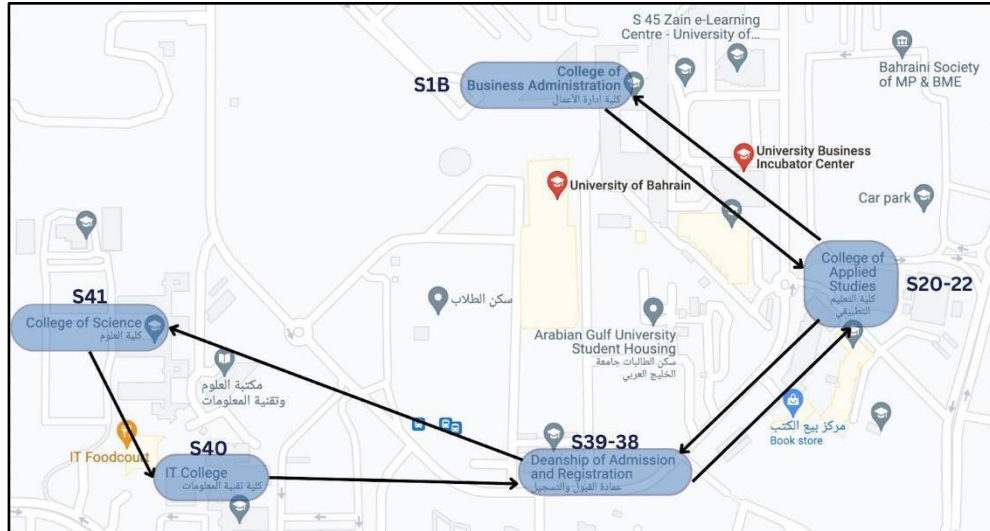 S 45 Zain e-Learning
Centre - University of...
Bahraini Society
of MP & BME
S1B
College of
Business Administration
كلية إدارة الأعمال
University Business
Incubator Center
University of Bahrain
Car park
College of
Applied
Studies
كلية التعليم
التطبيقي
S20-22
S41
College of Science
كلية العلوم
سكن الطلاب
Arabian Gulf University
Student Housing
سكن الطالبات جامعة
الخليج العربي
مكتبة العلوم
وتقنية المعلومات
مركز بيع الكتب
Book store
IT Foodcourt
S40
IT College
كلية تقنية المعلومات
S39-38
Deanship of Admission
and Registration
عمادة القبول والتسجيل